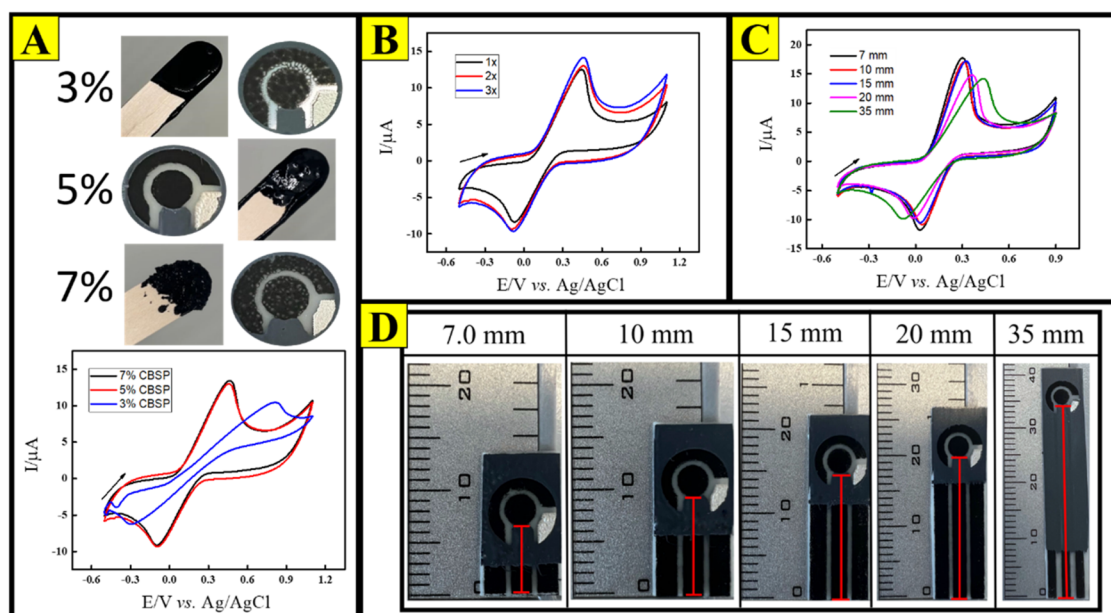 A
3%
5%
7%
7% CBSP
5% CBSP
3% CBSP
I/µA
15
10
5
0
-5
-10
-0.6 -0.3 0.0 0.3 0.6 0.9 1.2
E/V vs. Ag/AgCl
B
1x
2x
3x
I/µA
15
10
5
0
-5
-10
-0.6 -0.3 0.0 0.3 0.6 0.9 1.2
E/V vs. Ag/AgCl
C
7 mm
10 mm
15 mm
20 mm
35 mm
I/µA
20
15
10
5
0
-5
-10
-15
-0.6 -0.3 0.0 0.3 0.6 0.9
E/V vs. Ag/AgCl
D
7.0 mm 10 mm 15 mm 20 mm 35 mm
20
10
0
20
10
0
1
20
10
0
30
20
10
0
40
30
20
10
0